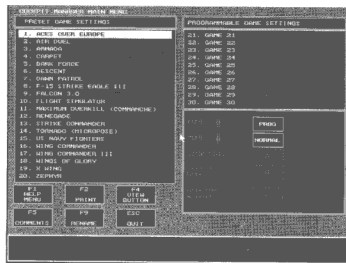 COCKPIT MANAGER MAIN MENU
PRESET GAME SETTINGS
1. ACES OVER EUROPE
2. AIR DUEL
3. ARMADA
4. CARPET
5. DARK FORCE
6. DESCENT
7. DAWN PATROL
8. F-15 STRIKE EAGLE III
9. FALCON 3.0
10. FLIGHT SIMULATOR
11. MAXIMUM OVERKILL (COMMANCHE)
12. RENEGADE
13. STRIKE COMMANDER
14. TORNADO (MICROPOSE)
15. US NAVY FIGHTERS
16. WING COMMANDER
17. WING COMMANDER III
18. WINGS OF GLORY
19. X WING
20. ZEPHYR
PROGRAMMABLE GAME SETTINGS
21. GAME 21
22. GAME 22
23. GAME 23
24. GAME 24
25. GAME 25
26. GAME 26
27. GAME 27
28. GAME 28
29. GAME 29
30. GAME 30
PROG
NORMAL
F1 HELP MENU
F2 PRINT
F4 VIEW BUTTON
F5 COMMENTS
F9 RENAME
ESC QUIT